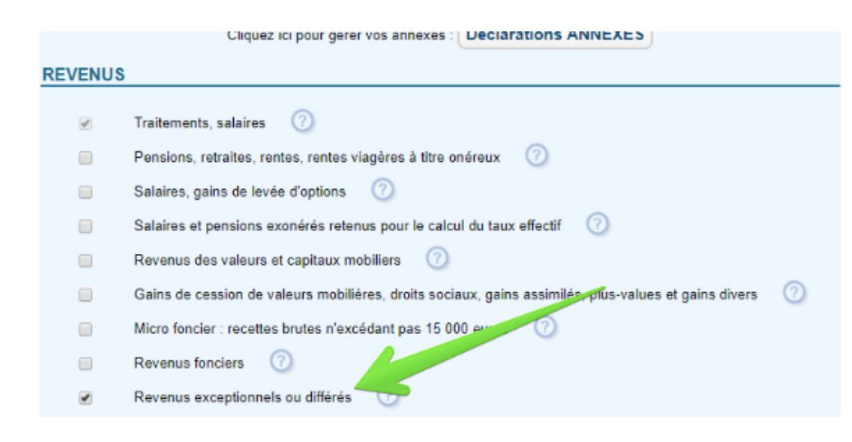 Cliquez ici pour gérer vos annexes : Déclarations ANNEXES
REVENUS
Traitements, salaires ?
Pensions, retraites, rentes, rentes viagères à titre onéreux ?
Salaires, gains de levée d'options ?
Salaires et pensions exonérés retenus pour le calcul du taux effectif ?
Revenus des valeurs et capitaux mobiliers ?
Gains de cession de valeurs mobilières, droits sociaux, gains assimilés, plus-values et gains divers ?
Micro foncier : recettes brutes n'excédant pas 15 000 ?
Revenus fonciers ?
Revenus exceptionnels ou différés ?